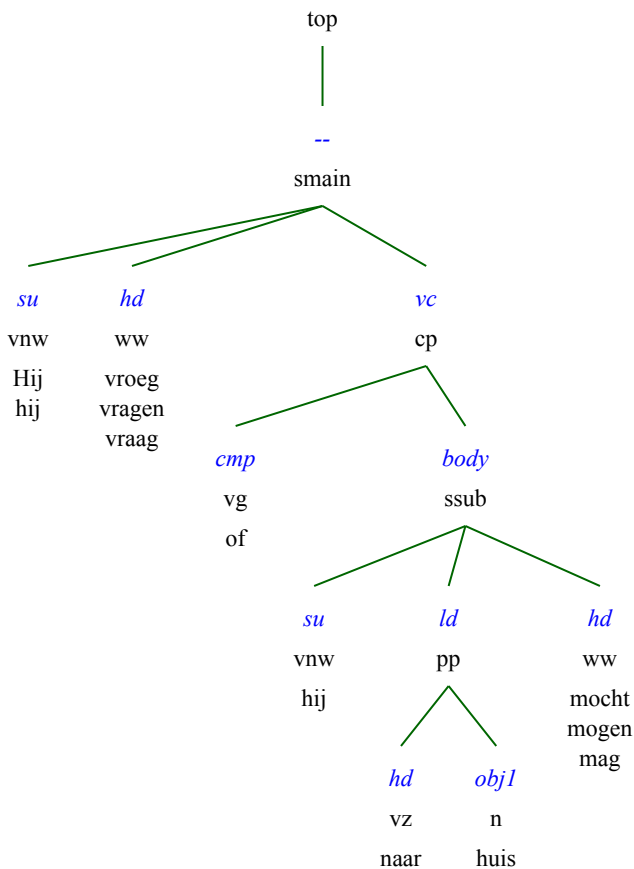 top
--
smain
su hd vc
vnw ww cp
Hij vroeg
hij vragen
vraag
cmp body
vg ssub
of
su ld hd
vnw pp ww
hij mocht
mogen
mag
hd obj1
vz n
naar huis